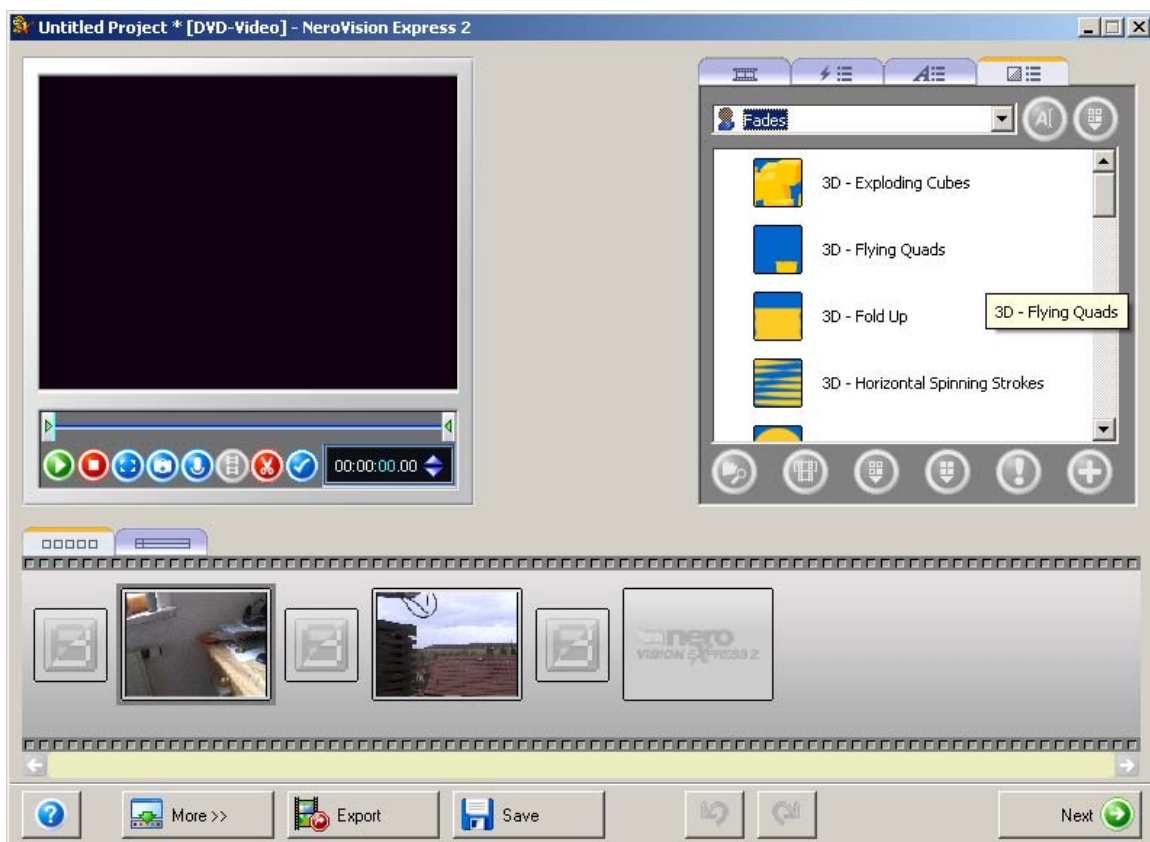 Untitled Project * [DVD-Video] - NeroVision Express 2
Fades
3D - Exploding Cubes
3D - Flying Quads
3D - Fold Up
3D - Flying Quads
3D - Horizontal Spinning Strokes
00:00:00.00
nero
VISION EXPRESS 2
More >>
Export
Save
Next